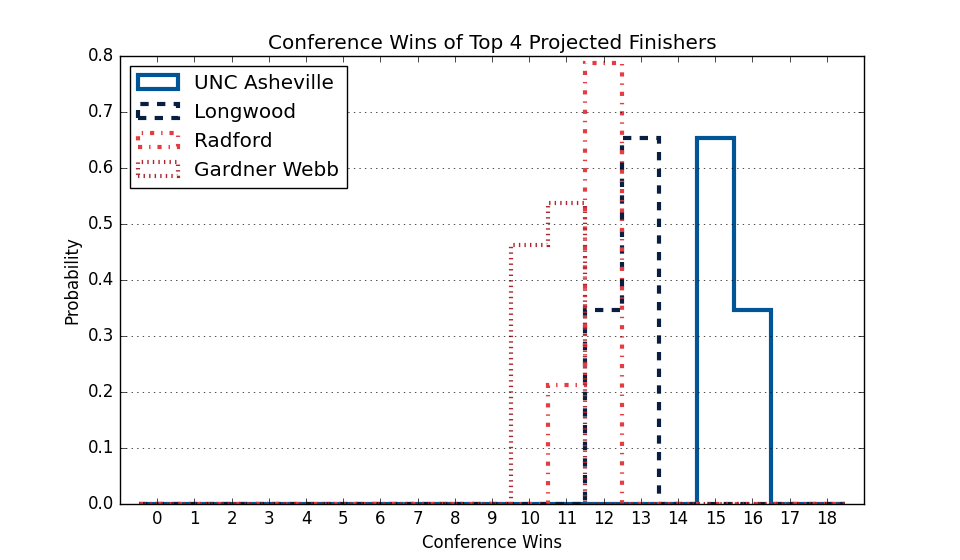 Conference Wins of Top 4 Projected Finishers
UNC Asheville
Longwood
Radford
Gardner Webb
0.8
0.7
0.6
0.5
0.4
0.3
0.2
0.1
0.0
Probability
0 1 2 3 4 5 6 7 8 9 10 11 12 13 14 15 16 17 18
Conference Wins